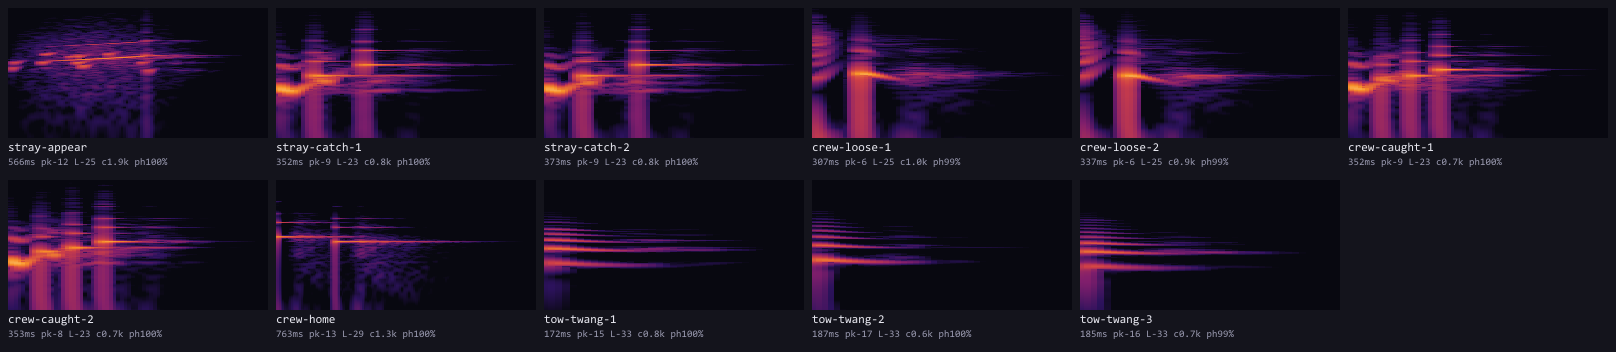 stray-appear
566ms pk-12 L-25 c1.9k ph100%
stray-catch-1
352ms pk-9 L-23 c0.8k ph100%
stray-catch-2
373ms pk-9 L-23 c0.8k ph100%
crew-loose-1
307ms pk-6 L-25 c1.0k ph99%
crew-loose-2
337ms pk-6 L-25 c0.9k ph99%
crew-caught-1
352ms pk-9 L-23 c0.7k ph100%
crew-caught-2
353ms pk-8 L-23 c0.7k ph100%
crew-home
763ms pk-13 L-29 c1.3k ph100%
tow-twang-1
172ms pk-15 L-33 c0.8k ph100%
tow-twang-2
187ms pk-17 L-33 c0.6k ph100%
tow-twang-3
185ms pk-16 L-33 c0.7k ph99%